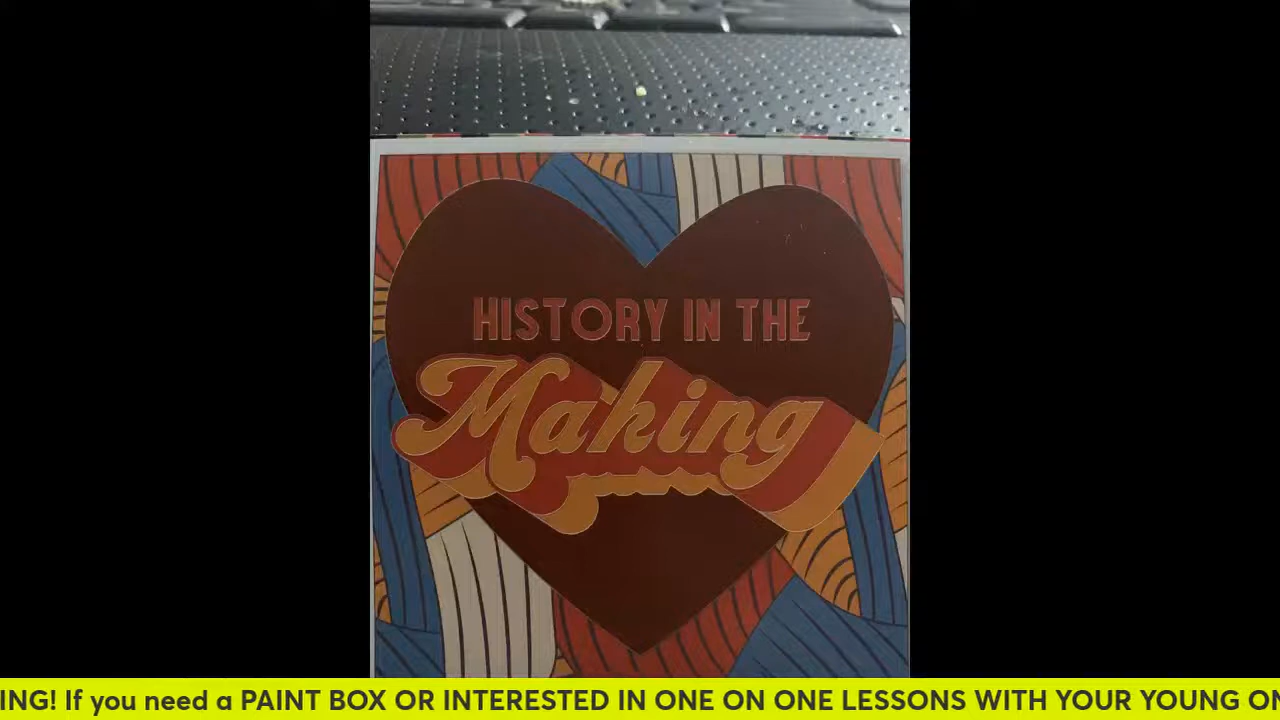 HISTORY IN THE
Making
ING! If you need a PAINT BOX OR INTERESTED IN ONE ON ONE LESSONS WITH YOUR YOUNG ON